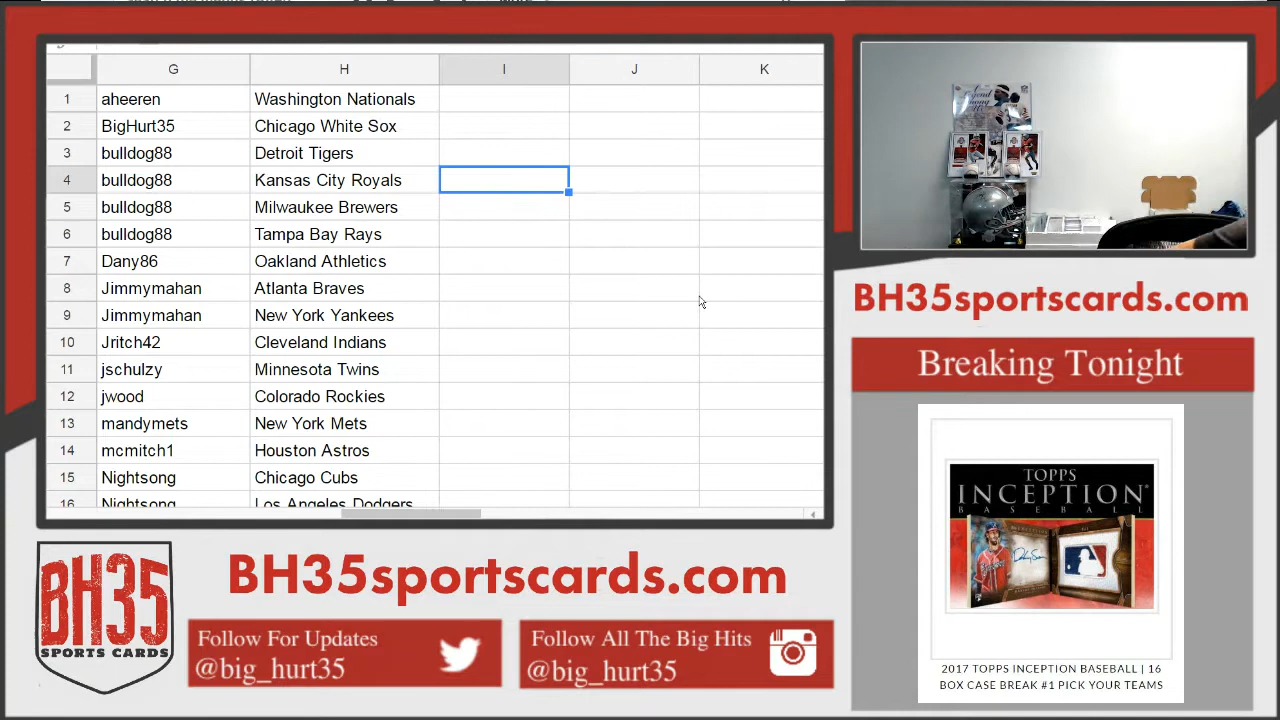 G H I J K
1 aheeren Washington Nationals
2 BigHurt35 Chicago White Sox
3 bulldog88 Detroit Tigers
4 bulldog88 Kansas City Royals
5 bulldog88 Milwaukee Brewers
6 bulldog88 Tampa Bay Rays
7 Dany86 Oakland Athletics
8 Jimmymahan Atlanta Braves
9 Jimmymahan New York Yankees
10 Jritch42 Cleveland Indians
11 jschulzy Minnesota Twins
12 jwood Colorado Rockies
13 mandymets New York Mets
14 mcmitch1 Houston Astros
15 Nightsong Chicago Cubs
16 Nightsong Los Angeles Dodgers
BH35sportscards.com
Breaking Tonight
TOPPS
INCEPTION
BASEBALL
2017 TOPPS INCEPTION BASEBALL | 16
BOX CASE BREAK #1 PICK YOUR TEAMS
BH35
SPORTS CARDS
BH35sportscards.com
Follow For Updates
@big_hurt35
Follow All The Big Hits
@big_hurt35